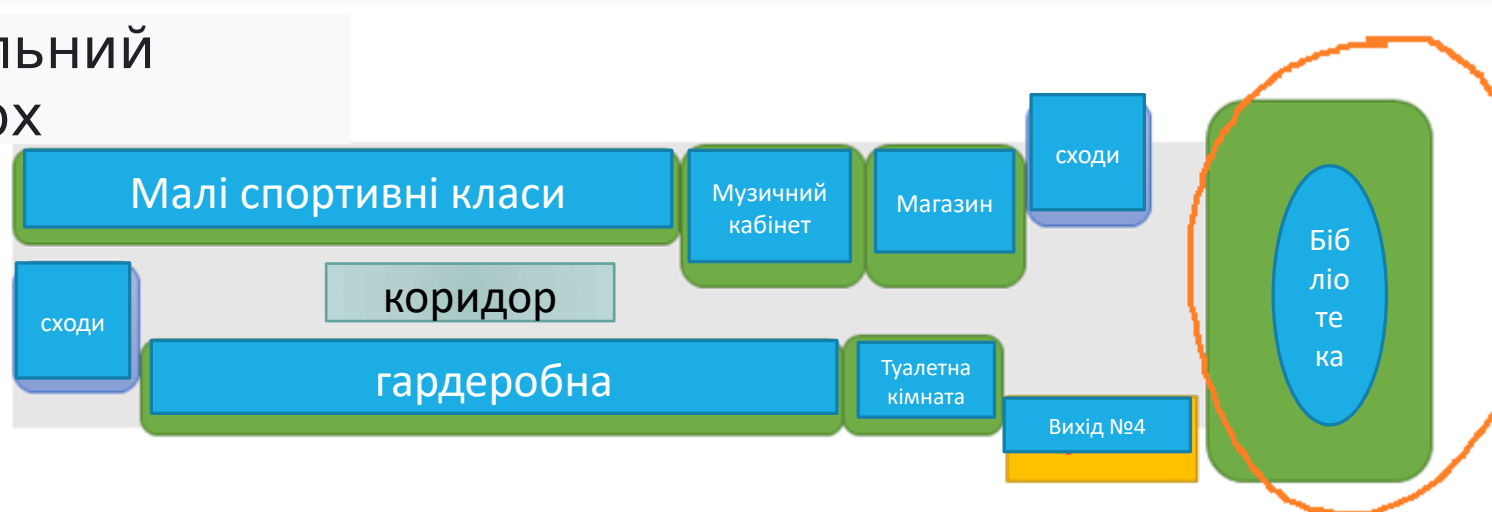 льний
ох
Малі спортивні класи
Музичний
кабінет
Магазин
сходи
Біб
ліо
те
ка
сходи
коридор
гардеробна
Туалетна
кімната
Вихід №4